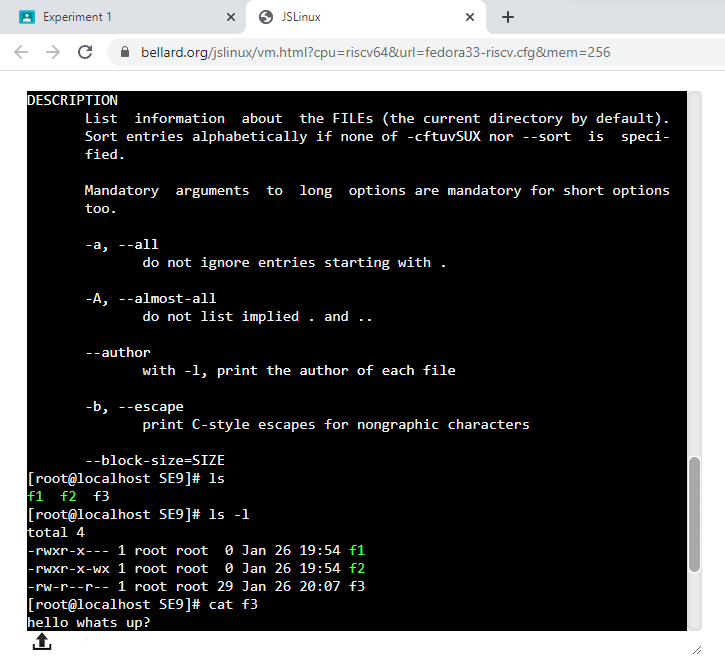 Experiment 1
JSLinux
bellard.org/jslinux/vm.html?cpu=riscv64&url=fedora33-riscv.cfg&mem=256
DESCRIPTION
List  information  about  the FILEs (the current directory by default).
Sort entries alphabetically if none of -cftuvSUX nor --sort  is  speci-
fied.
Mandatory  arguments  to  long  options are mandatory for short options
too.
-a, --all
do not ignore entries starting with .
-A, --almost-all
do not list implied . and ..
--author
with -l, print the author of each file
-b, --escape
print C-style escapes for nongraphic characters
--block-size=SIZE
[root@localhost SE9]# ls
f1  f2  f3
[root@localhost SE9]# ls -l
total 4
-rwxr-x--- 1 root root  0 Jan 26 19:54 f1
-rwxr-x-wx 1 root root  0 Jan 26 19:54 f2
-rw-r--r-- 1 root root 29 Jan 26 20:07 f3
[root@localhost SE9]# cat f3
hello whats up?